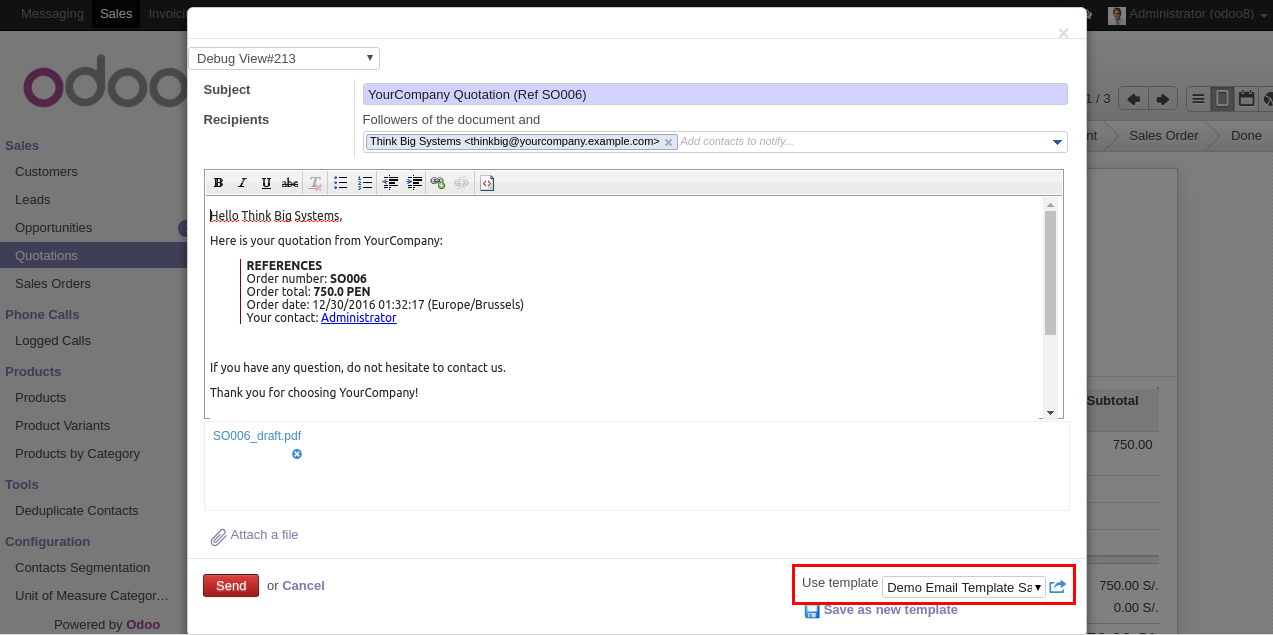 Messaging Sales Invoici
Administrator (odoo8)
×
odoo
Debug View#213
Subject
YourCompany Quotation (Ref SO006)
Recipients
Followers of the document and
Think Big Systems <thinkbig@yourcompany.example.com> ×
Add contacts to notify...
1 / 3
nt Sales Order Done
Sales
Customers
Leads
Opportunities
Quotations
Sales Orders
Phone Calls
Logged Calls
Products
Products
Product Variants
Products by Category
Tools
Deduplicate Contacts
Configuration
Contacts Segmentation
Unit of Measure Categor...
Powered by Odoo
B I U abc
Hello Think Big Systems,
Here is your quotation from YourCompany:
REFERENCES
Order number: SO006
Order total: 750.0 PEN
Order date: 12/30/2016 01:32:17 (Europe/Brussels)
Your contact: Administrator
If you have any question, do not hesitate to contact us.
Thank you for choosing YourCompany!
SO006_draft.pdf
Attach a file
Send or Cancel
Use template Demo Email Template Sa
Save as new template
Subtotal
750.00
750.00 S/.
0.00 S/.